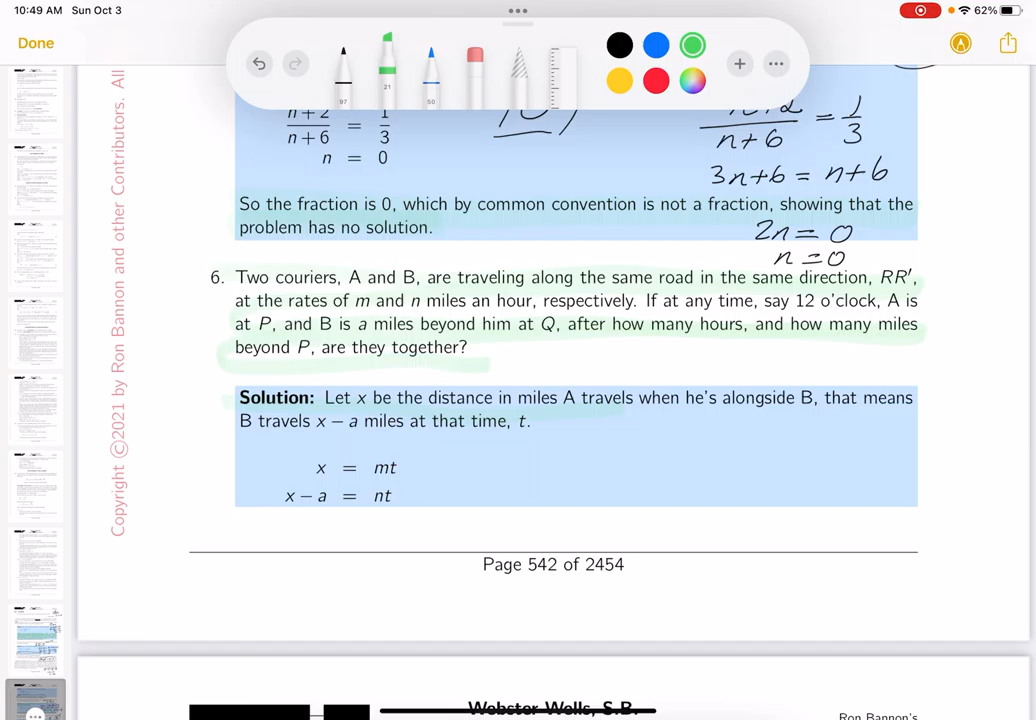 10:49 AM Sun Oct 3
62%
Done
97
21
50
n + 2
n + 6
=
1
3
n = 0
n+6
= 1
3
3n+6 = n+6
2n = 0
n = 0
So the fraction is 0, which by common convention is not a fraction, showing that the
problem has no solution.
6. Two couriers, A and B, are traveling along the same road in the same direction, RR′,
at the rates of m and n miles an hour, respectively. If at any time, say 12 o'clock, A is
at P, and B is a miles beyond him at Q, after how many hours, and how many miles
beyond P, are they together?
Solution: Let x be the distance in miles A travels when he's alongside B, that means
B travels x − a miles at that time, t.
x = mt
x − a = nt
Page 542 of 2454
Webster Wells, S.B.
Ron Bannon's
Copyright ©2021 by Ron Bannon and other Contributors. All